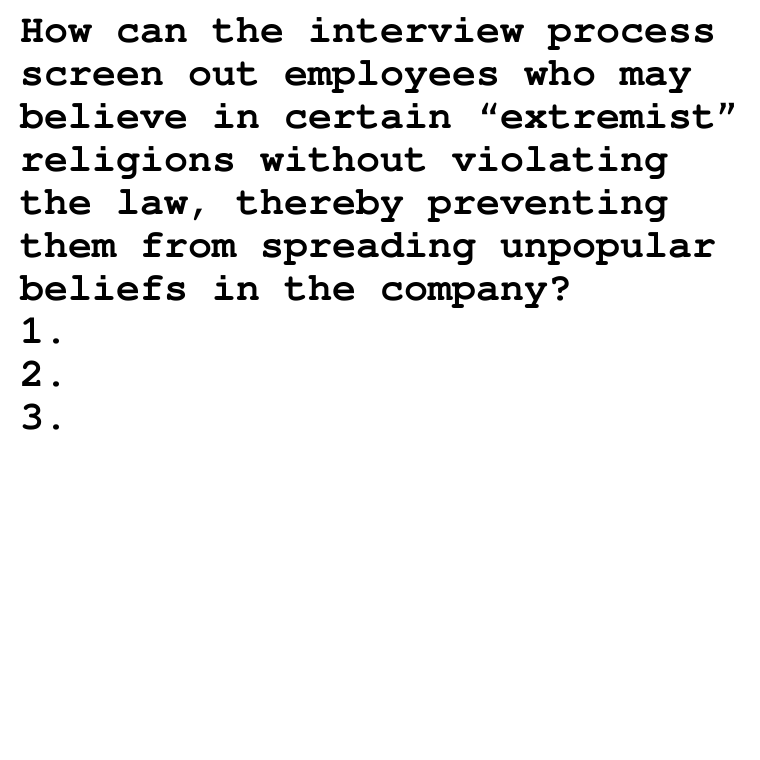 How can the interview process
screen out employees who may
believe in certain “extremist”
religions without violating
the law, thereby preventing
them from spreading unpopular
beliefs in the company?
1.
2.
3.